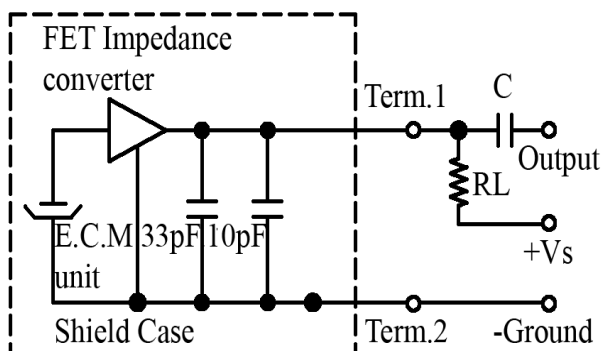 FET Impedance
converter
Term.1
C
Output
RL
E.C.M 33pF 10pF
unit
+Vs
Shield Case
Term.2
-Ground